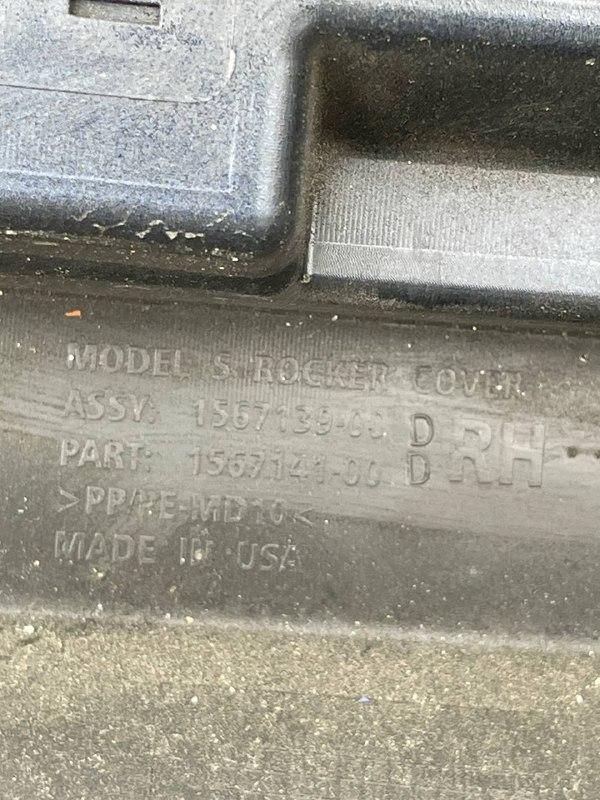 MODEL S ROCKER COVER
ASSY: 1567139-00 D
PART: 1567141-00 D
RH
>PP/PE-MD10<
MADE IN USA